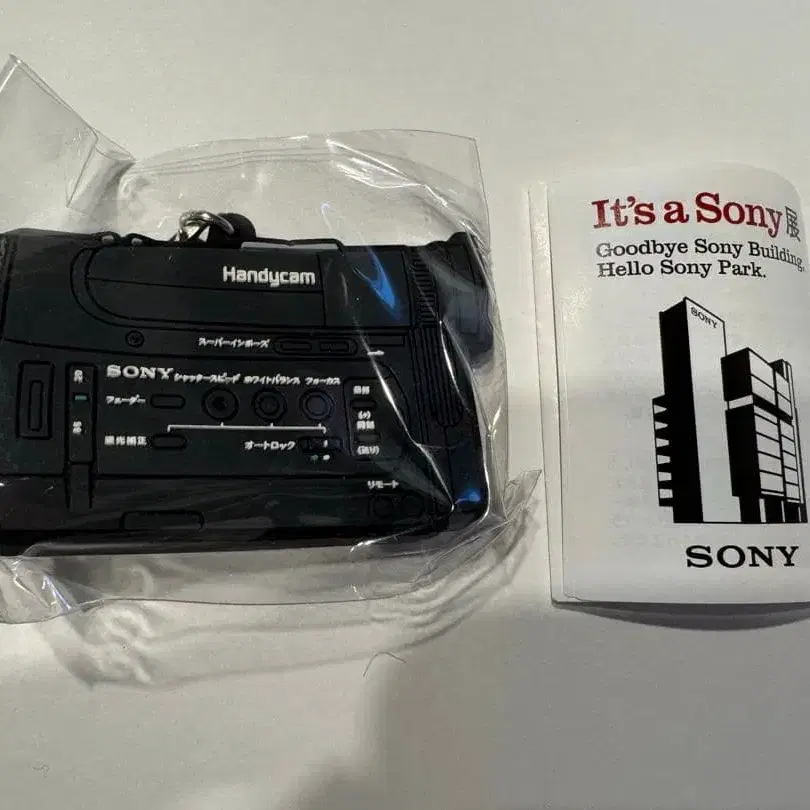 Handycam
スーパーインポーズ
SONY シャッタースピード ホワイトバランス フォーカス
フェーダー
逆光補正
オートロック
(送り)
リモート
It's a Sony展
Goodbye Sony Building,
Hello Sony Park.
SONY
SONY